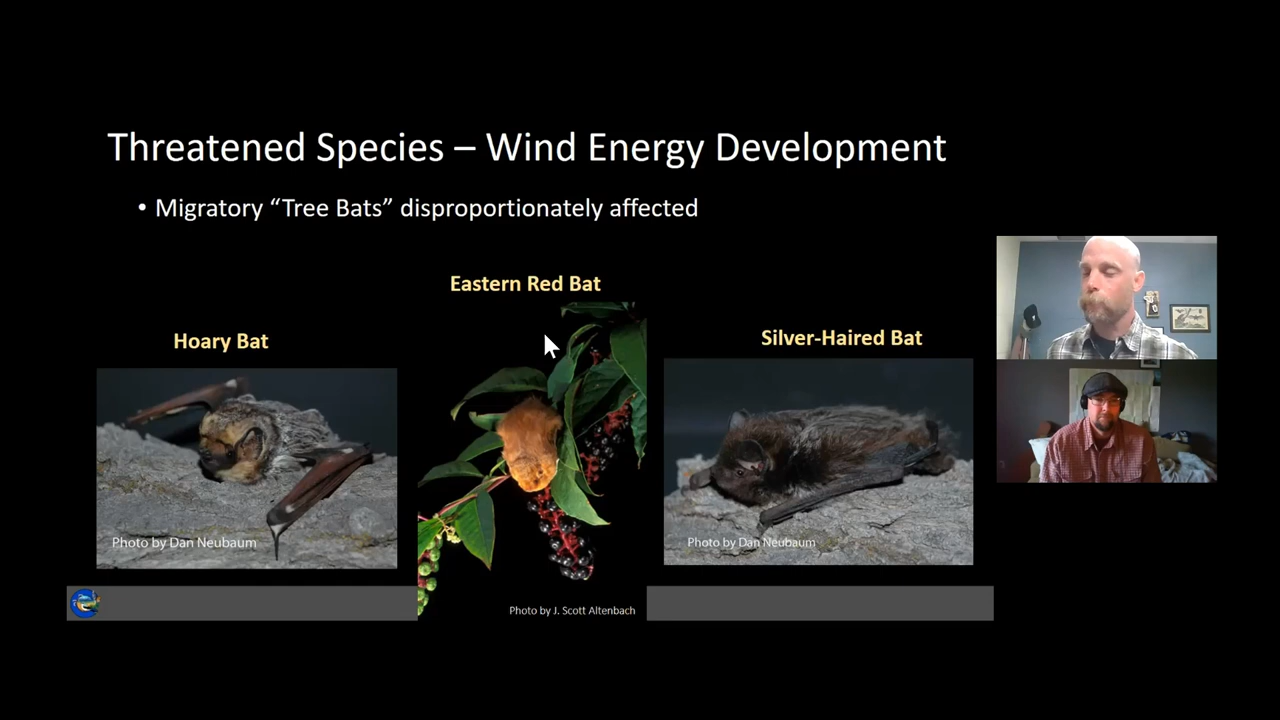 Threatened Species – Wind Energy Development
• Migratory “Tree Bats” disproportionately affected
Eastern Red Bat
Hoary Bat
Silver-Haired Bat
Photo by Dan Neubaum
Photo by Dan Neubaum
Photo by J. Scott Altenbach